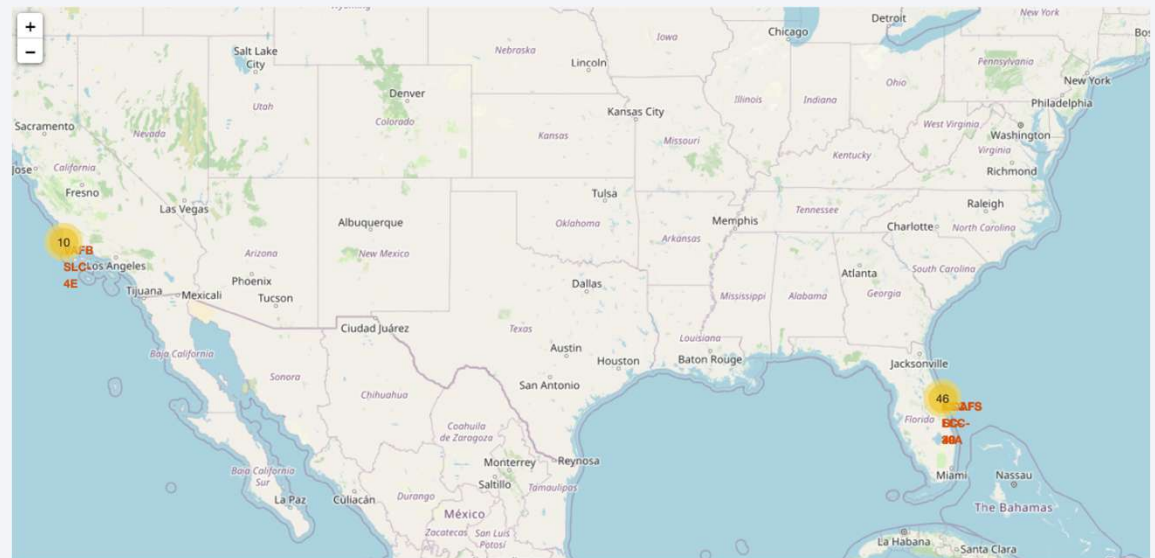 Wyoming
+
−
Detroit
New York
Chicago
Iowa
Salt Lake
City
Nebraska
Lincoln
Pennsylvania
New York
Ohio
Denver
Utah
Illinois
Indiana
Philadelphia
Kansas City
Colorado
Sacramento
Nevada
Kansas
Missouri
West Virginia
Washington
Virginia
Kentucky
Jose
California
Richmond
Fresno
Tulsa
Las Vegas
Raleigh
Albuquerque
Oklahoma
Memphis
Tennessee
Charlotte
North Carolina
10
AFB
Arizona
New Mexico
Arkansas
SLC-
Los Angeles
Atlanta
South Carolina
4E
Phoenix
Dallas
Tijuana
Mexicali
Tucson
Mississippi
Alabama
Georgia
Ciudad Juárez
Texas
Louisiana
Austin
Baja California
Houston
Baton Rouge
Jacksonville
Sonora
San Antonio
Chihuahua
46
AFS
Florida
Coahuila
de Zaragoza
Monterrey
Reynosa
Baja California
Sur
Saltillo
Tamaulipas
Miami
Nassau
La Paz
Culiacán
Durango
México
The Bahamas
Zacatecas
San Luis
Potosí
La Habana
Santa Clara